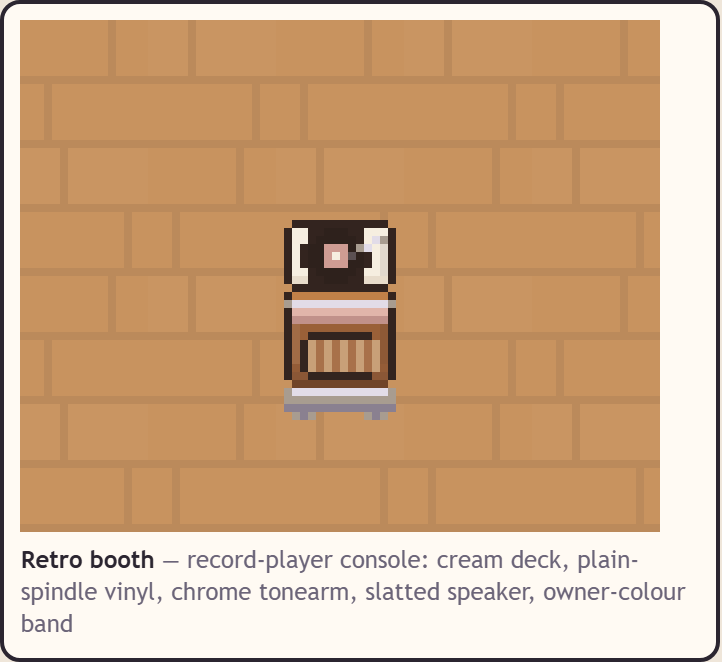 Retro booth — record-player console: cream deck, plain-
spindle vinyl, chrome tonearm, slatted speaker, owner-colour
band